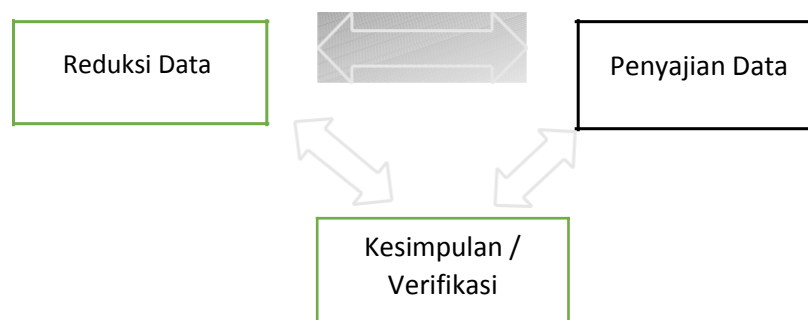 Reduksi Data
Penyajian Data
Kesimpulan /
Verifikasi